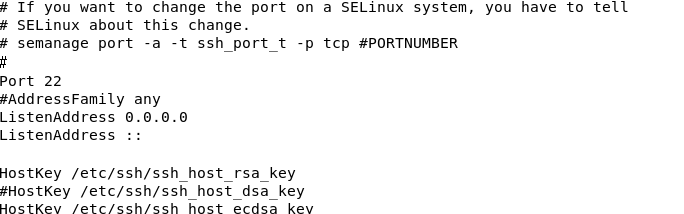 # If you want to change the port on a SELinux system, you have to tell
# SELinux about this change.
# semanage port -a -t ssh_port_t -p tcp #PORTNUMBER
#
Port 22
#AddressFamily any
ListenAddress 0.0.0.0
ListenAddress ::
HostKey /etc/ssh/ssh_host_rsa_key
#HostKey /etc/ssh/ssh_host_dsa_key
HostKey /etc/ssh/ssh_host_ecdsa_key